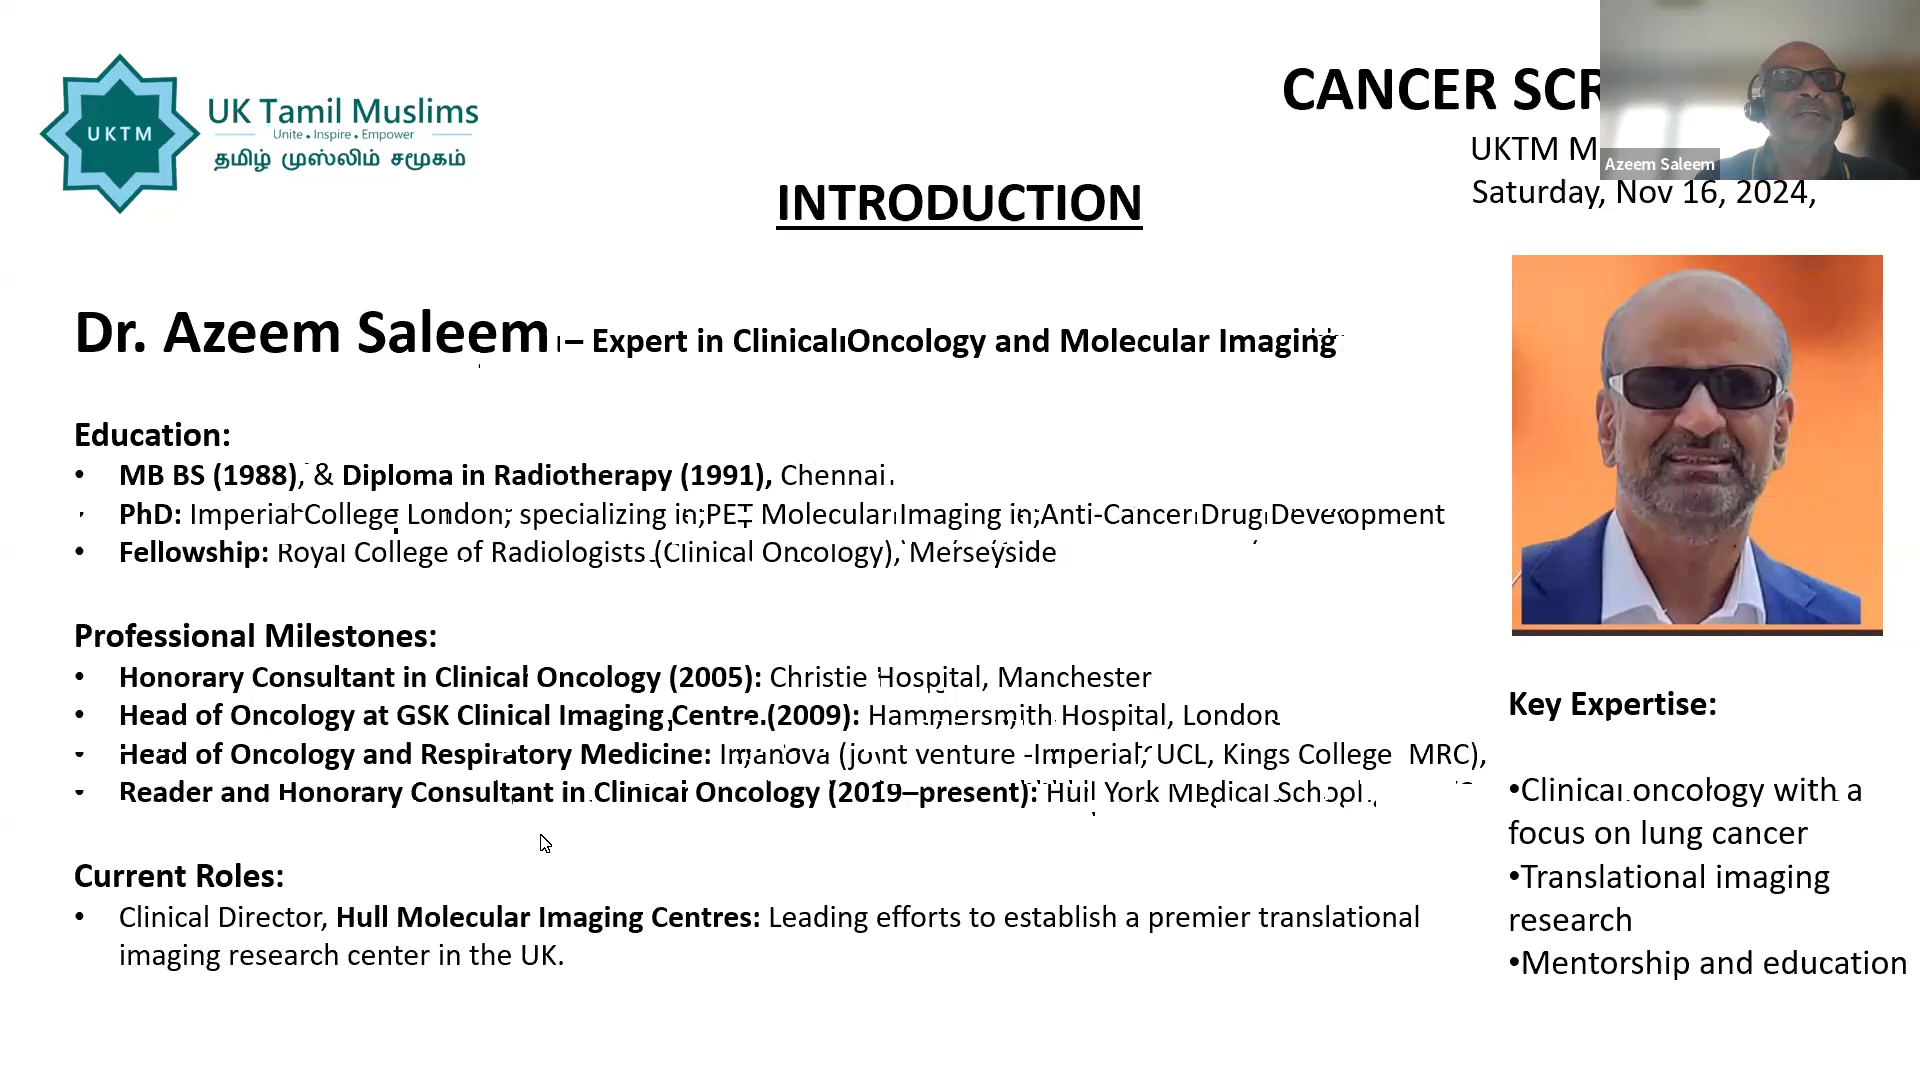 UKTM
UK Tamil Muslims
Unite • Inspire • Empower
தமிழ் முஸ்லிம் சமூகம்
CANCER
UKTM
Azeem Saleem
Saturday, Nov 16, 2024,
INTRODUCTION
Dr. Azeem Saleem – Expert in Clinical Oncology and Molecular Imaging
Education:
• MB BS (1988), & Diploma in Radiotherapy (1991), Chennai.
• PhD: Imperial College London, specializing in PET Molecular Imaging in Anti-Cancer Drug Development
• Fellowship: Royal College of Radiologists (Clinical Oncology), Merseyside
Professional Milestones:
• Honorary Consultant in Clinical Oncology (2005): Christie Hospital, Manchester
• Head of Oncology at GSK Clinical Imaging Centre (2009): Hammersmith Hospital, London
• Head of Oncology and Respiratory Medicine: Imanova (joint venture -Imperial, UCL, Kings College MRC),
• Reader and Honorary Consultant in Clinical Oncology (2019–present): Hull York Medical School
Current Roles:
• Clinical Director, Hull Molecular Imaging Centres: Leading efforts to establish a premier translational
imaging research center in the UK.
Key Expertise:
•Clinical oncology with a
focus on lung cancer
•Translational imaging
research
•Mentorship and education